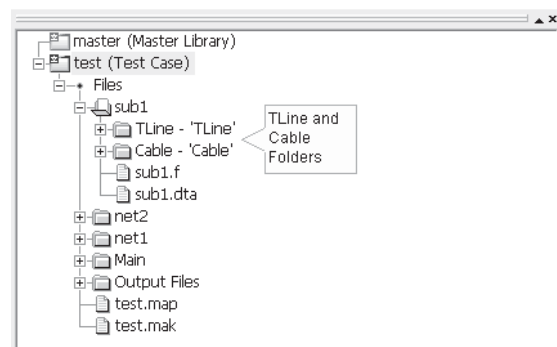 master (Master Library)
test (Test Case)
Files
sub1
TLine - 'TLine'
Cable - 'Cable'
TLine and
Cable
Folders
sub1.f
sub1.dta
net2
net1
Main
Output Files
test.map
test.mak